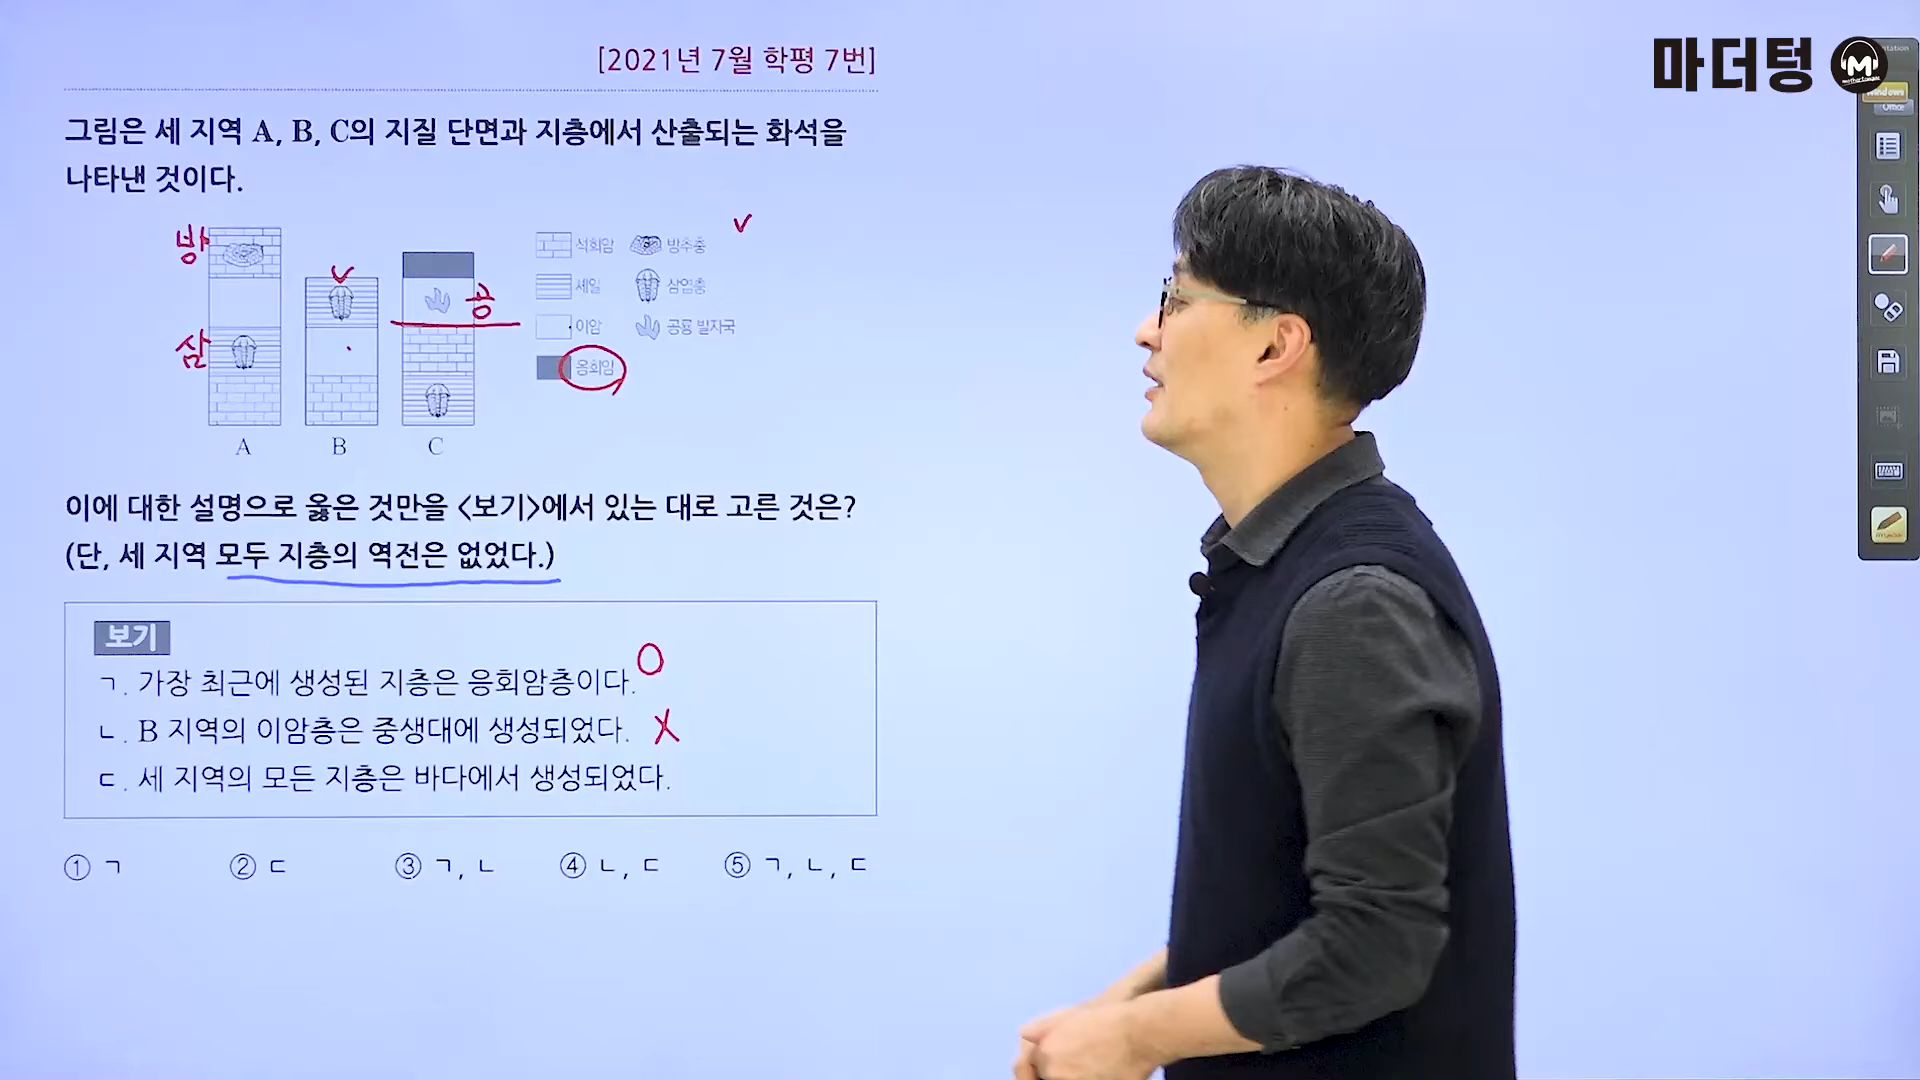 [2021년 7월 학평 7번]
마더텅
그림은 세 지역 A, B, C의 지질 단면과 지층에서 산출되는 화석을
나타낸 것이다.
방
삼
공
석회암 방추충
셰일 삼엽충
이암 공룡 발자국
응회암
A B C
이에 대한 설명으로 옳은 것만을 <보기>에서 있는 대로 고른 것은?
(단, 세 지역 모두 지층의 역전은 없었다.)
보기
ㄱ. 가장 최근에 생성된 지층은 응회암층이다. O
ㄴ. B 지역의 이암층은 중생대에 생성되었다. X
ㄷ. 세 지역의 모든 지층은 바다에서 생성되었다.
① ㄱ ② ㄷ ③ ㄱ, ㄴ ④ ㄴ, ㄷ ⑤ ㄱ, ㄴ, ㄷ